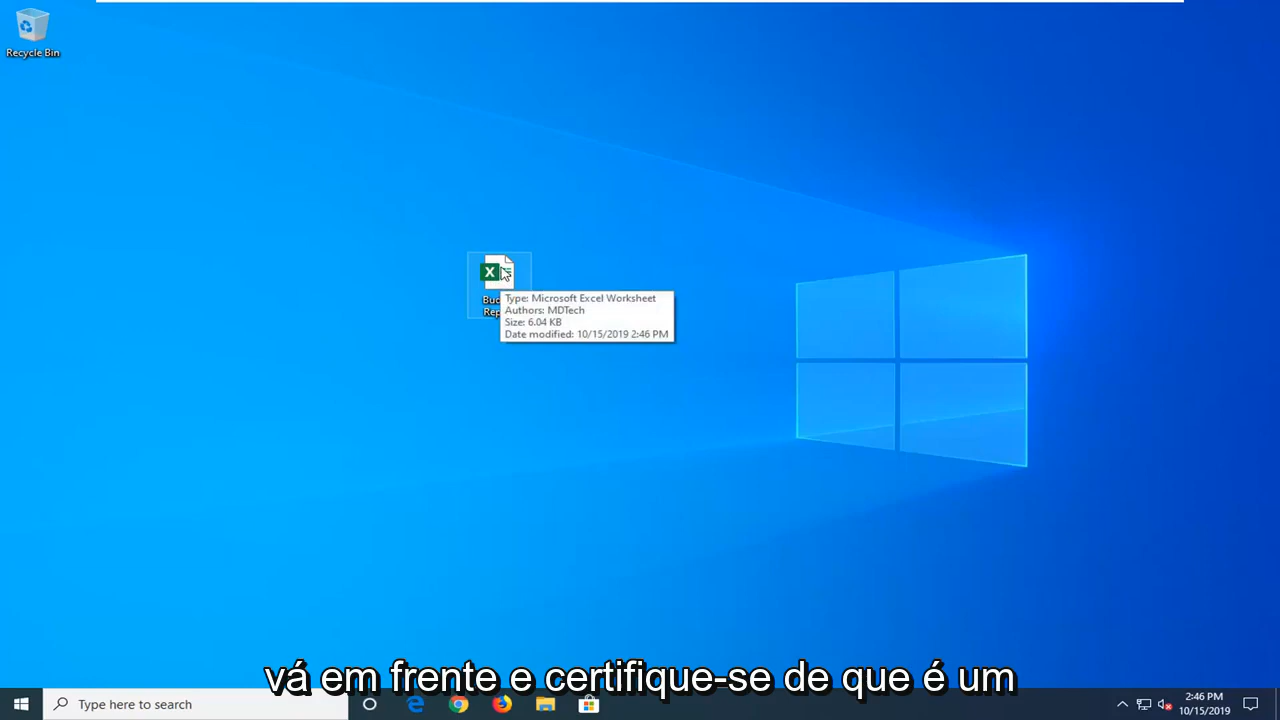 Recycle Bin
X
Type: Microsoft Excel Worksheet
Authors: MDTech
Size: 6.04 KB
Date modified: 10/15/2019 2:46 PM
vá em frente e certifique-se de que é um
Type here to search
2:46 PM
10/15/2019